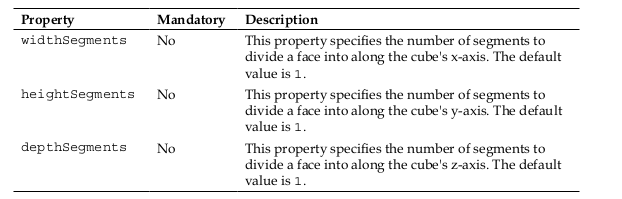 Property Mandatory Description
widthSegments No This property specifies the number of segments to
divide a face into along the cube's x-axis. The default
value is 1.
heightSegments No This property specifies the number of segments to
divide a face into along the cube's y-axis. The default
value is 1.
depthSegments No This property specifies the number of segments to
divide a face into along the cube's z-axis. The default
value is 1.